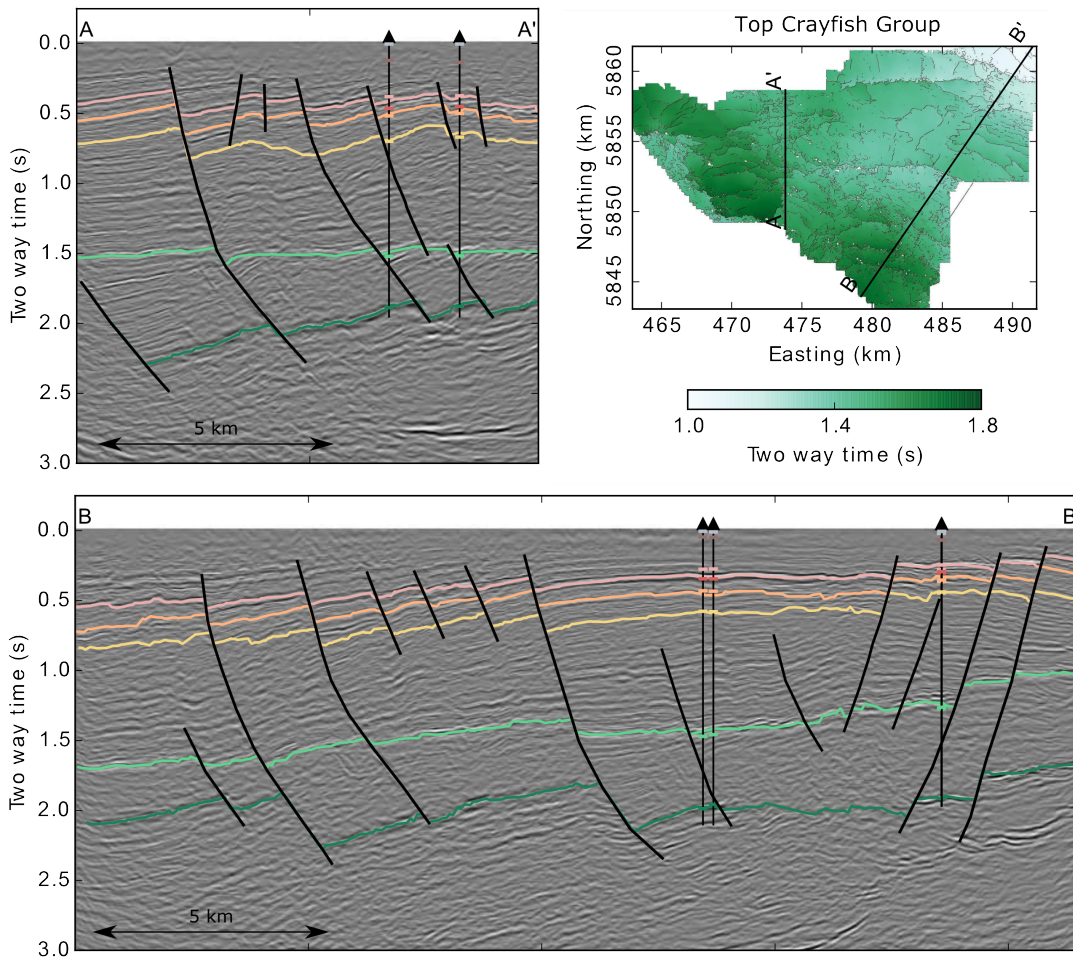 A
A'
0.0
0.5
1.0
1.5
2.0
2.5
3.0
Two way time (s)
5 km
Top Crayfish Group
B'
A'
A
B
5860
5855
5850
5845
Northing (km)
465 470 475 480 485 490
Easting (km)
1.0 1.4 1.8
Two way time (s)
B
B
0.0
0.5
1.0
1.5
2.0
2.5
3.0
Two way time (s)
5 km